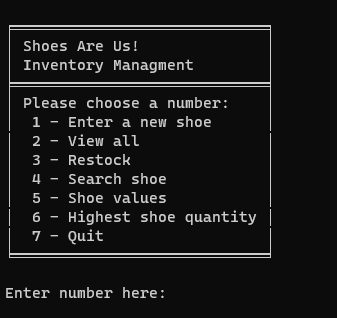 Shoes Are Us!
Inventory Managment
Please choose a number:
1 - Enter a new shoe
2 - View all
3 - Restock
4 - Search shoe
5 - Shoe values
6 - Highest shoe quantity
7 - Quit
Enter number here: